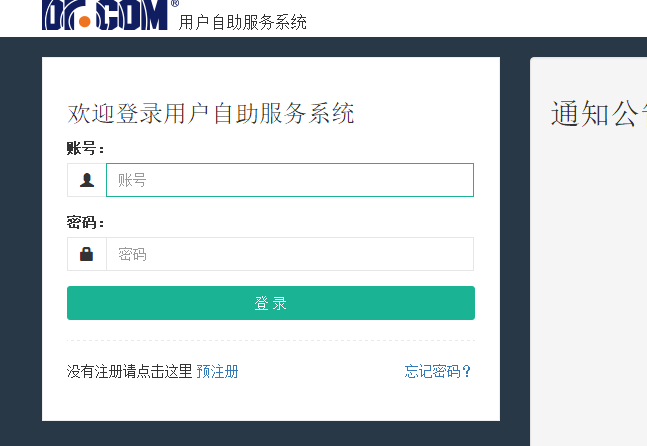 Dr.COM® 用户自助服务系统
欢迎登录用户自助服务系统
账号：
账号
密码：
密码
登 录
没有注册请点击这里 预注册
忘记密码？
通知公